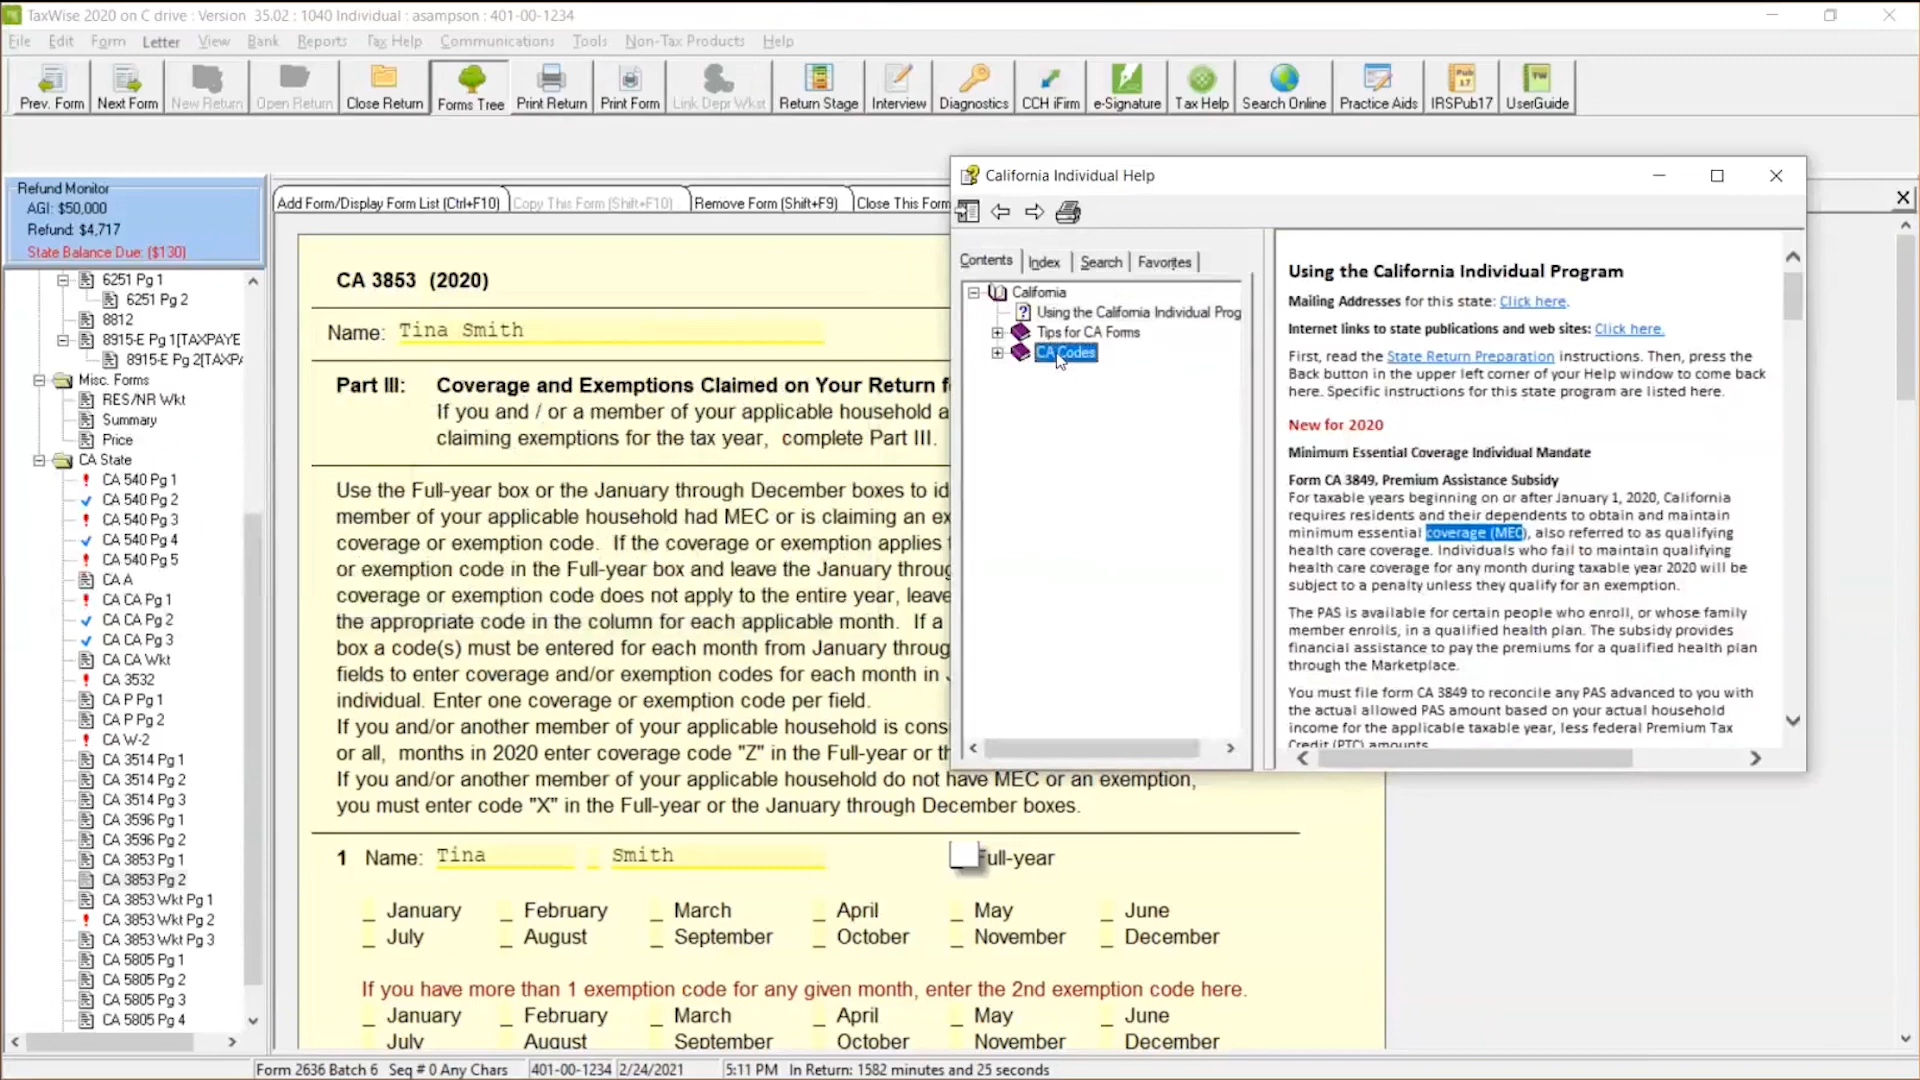 TaxWise 2020 on C drive : Version 35.02 : 1040 Individual : asampson : 401-00-1234
File Edit Form Letter View Bank Reports Tax Help Communications Tools Non-Tax Products Help
Prev. Form Next Form New Return Open Return Close Return Forms Tree Print Return Print Form Link Depr Wkst Return Stage Interview Diagnostics CCH iFirm e-Signature Tax Help Search Online Practice Aids IRSPub17 UserGuide
Refund Monitor
AGI: $50,000
Refund: $4,717
State Balance Due: ($130)
6251 Pg 1
6251 Pg 2
8812
8915-E Pg 1[TAXPAYE
8915-E Pg 2[TAXPA
Misc. Forms
RES/NR Wkt
Summary
Price
CA State
CA 540 Pg 1
CA 540 Pg 2
CA 540 Pg 3
CA 540 Pg 4
CA 540 Pg 5
CA A
CA CA Pg 1
CA CA Pg 2
CA CA Pg 3
CA CA Wkt
CA 3532
CA P Pg 1
CA P Pg 2
CA W-2
CA 3514 Pg 1
CA 3514 Pg 2
CA 3514 Pg 3
CA 3596 Pg 1
CA 3596 Pg 2
CA 3853 Pg 1
CA 3853 Pg 2
CA 3853 Wkt Pg 1
CA 3853 Wkt Pg 2
CA 3853 Wkt Pg 3
CA 5805 Pg 1
CA 5805 Pg 2
CA 5805 Pg 3
CA 5805 Pg 4
Add Form/Display Form List (Ctrl+F10) Copy This Form (Shift+F10) Remove Form (Shift+F9) Close This Form
CA 3853 (2020)
Name: Tina Smith
Part III: Coverage and Exemptions Claimed on Your Return f
If you and / or a member of your applicable household a
claiming exemptions for the tax year, complete Part III.
Use the Full-year box or the January through December boxes to id
member of your applicable household had MEC or is claiming an ex
coverage or exemption code. If the coverage or exemption applies
or exemption code in the Full-year box and leave the January throug
coverage or exemption code does not apply to the entire year, leave
the appropriate code in the column for each applicable month. If a
box a code(s) must be entered for each month from January throug
fields to enter coverage and/or exemption codes for each month in
individual. Enter one coverage or exemption code per field.
If you and/or another member of your applicable household is cons
or all, months in 2020 enter coverage code "Z" in the Full-year or th
If you and/or another member of your applicable household do not have MEC or an exemption,
you must enter code "X" in the Full-year or the January through December boxes.
1 Name: Tina Smith Full-year
_ January _ February _ March _ April _ May _ June
_ July _ August _ September _ October _ November _ December
If you have more than 1 exemption code for any given month, enter the 2nd exemption code here.
_ January _ February _ March _ April _ May _ June
_ July _ August _ September _ October _ November _ December
California Individual Help
Contents Index Search Favorites
California
Using the California Individual Prog
Tips for CA Forms
CA Codes
Using the California Individual Program
Mailing Addresses for this state: Click here.
Internet links to state publications and web sites: Click here.
First, read the State Return Preparation instructions. Then, press the
Back button in the upper left corner of your Help window to come back
here. Specific instructions for this state program are listed here.
New for 2020
Minimum Essential Coverage Individual Mandate
Form CA 3849, Premium Assistance Subsidy
For taxable years beginning on or after January 1, 2020, California
requires residents and their dependents to obtain and maintain
minimum essential coverage (MEC), also referred to as qualifying
health care coverage. Individuals who fail to maintain qualifying
health care coverage for any month during taxable year 2020 will be
subject to a penalty unless they qualify for an exemption.
The PAS is available for certain people who enroll, or whose family
member enrolls, in a qualified health plan. The subsidy provides
financial assistance to pay the premiums for a qualified health plan
through the Marketplace.
You must file form CA 3849 to reconcile any PAS advanced to you with
the actual allowed PAS amount based on your actual household
income for the applicable taxable year, less federal Premium Tax
Credit (PTC) amounts
Form 2636 Batch 6 Seq # 0 Any Chars 401-00-1234 2/24/2021 5:11 PM In Return: 1582 minutes and 25 seconds